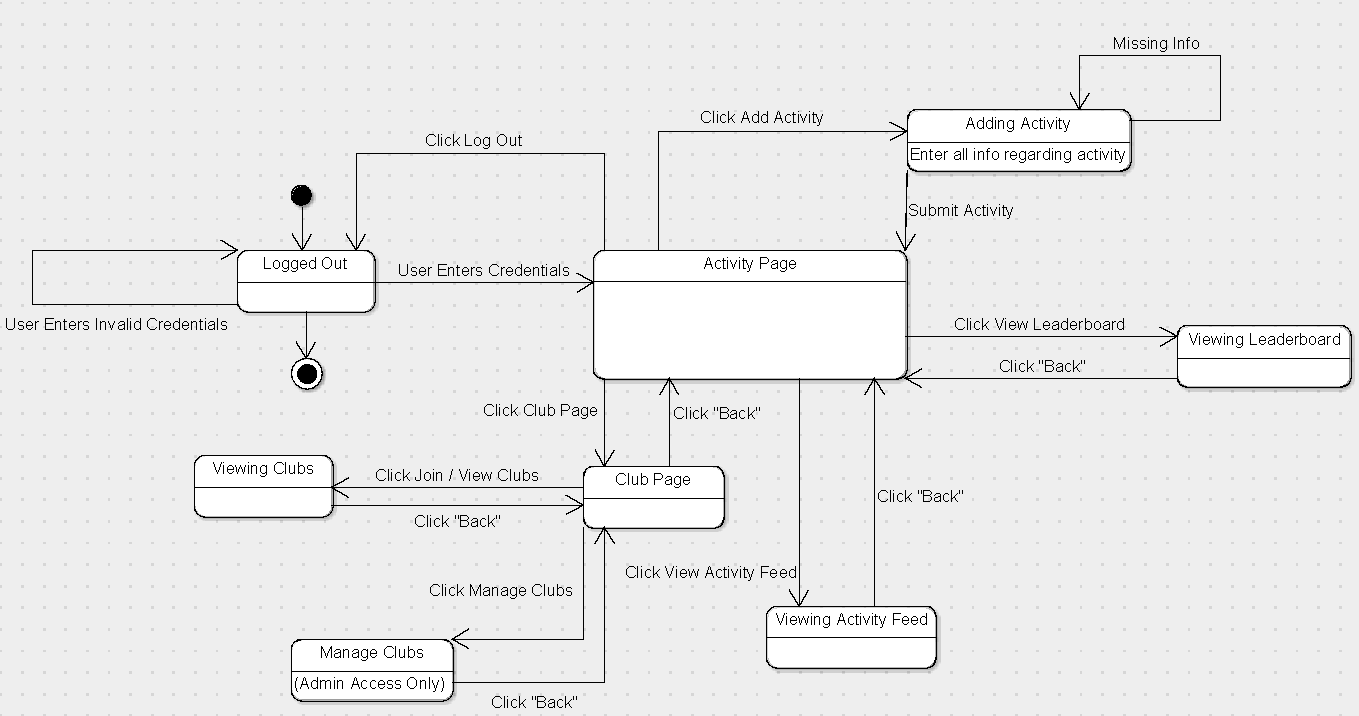 Missing Info
Click Add Activity
Adding Activity
Enter all info regarding activity
Click Log Out
Submit Activity
Logged Out
User Enters Credentials
Activity Page
User Enters Invalid Credentials
Click View Leaderboard
Viewing Leaderboard
Click "Back"
Click Club Page
Click "Back"
Viewing Clubs
Click Join / View Clubs
Club Page
Click "Back"
Click "Back"
Click View Activity Feed
Click Manage Clubs
Viewing Activity Feed
Manage Clubs
(Admin Access Only)
Click "Back"